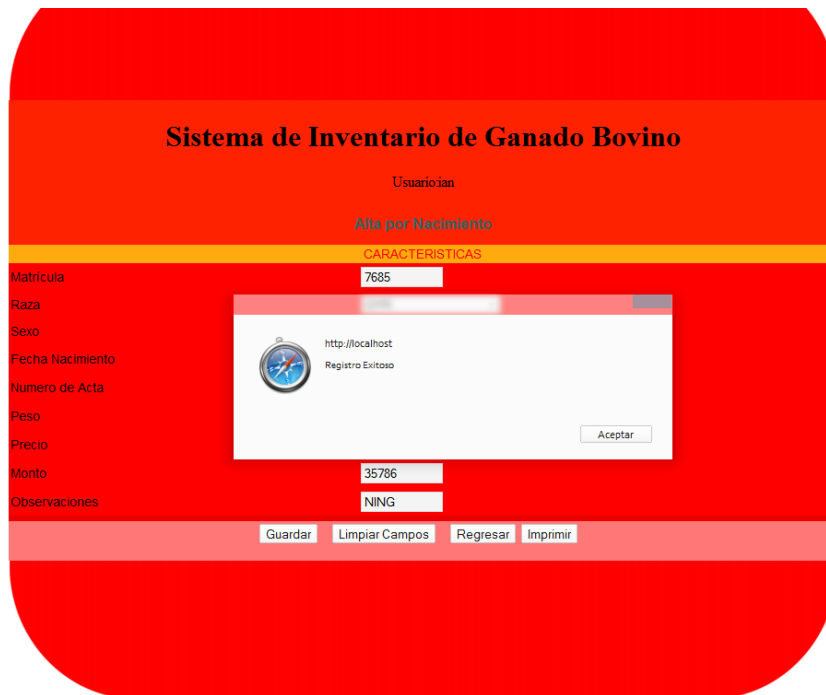 Sistema de Inventario de Ganado Bovino
Usuario:ian
Alta por Nacimiento
CARACTERISTICAS
Matrícula 7685
Raza
Sexo
Fecha Nacimiento
Numero de Acta
Peso
Precio
Monto 35786
Observaciones NING
http://localhost
Registro Exitoso
Aceptar
Guardar Limpiar Campos Regresar Imprimir